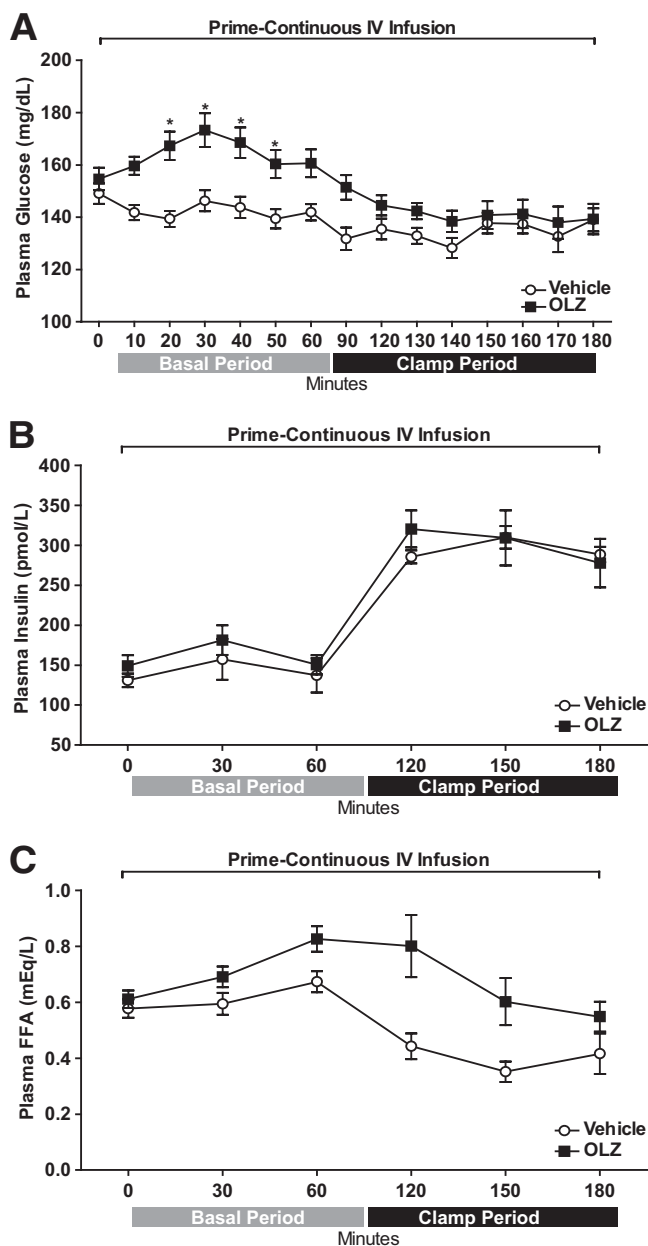 A
Prime-Continuous IV Infusion
Plasma Glucose (mg/dL)
200
180
160
140
120
100
* * * *
Vehicle
OLZ
0 10 20 30 40 50 60 90 120 130 140 150 160 170 180
Basal Period Clamp Period
Minutes
B
Prime-Continuous IV Infusion
Plasma Insulin (pmol/L)
400
350
300
250
200
150
100
50
Vehicle
OLZ
0 30 60 120 150 180
Basal Period Clamp Period
Minutes
C
Prime-Continuous IV Infusion
Plasma FFA (mEq/L)
1.0
0.8
0.6
0.4
0.2
0.0
Vehicle
OLZ
0 30 60 120 150 180
Basal Period Clamp Period
Minutes